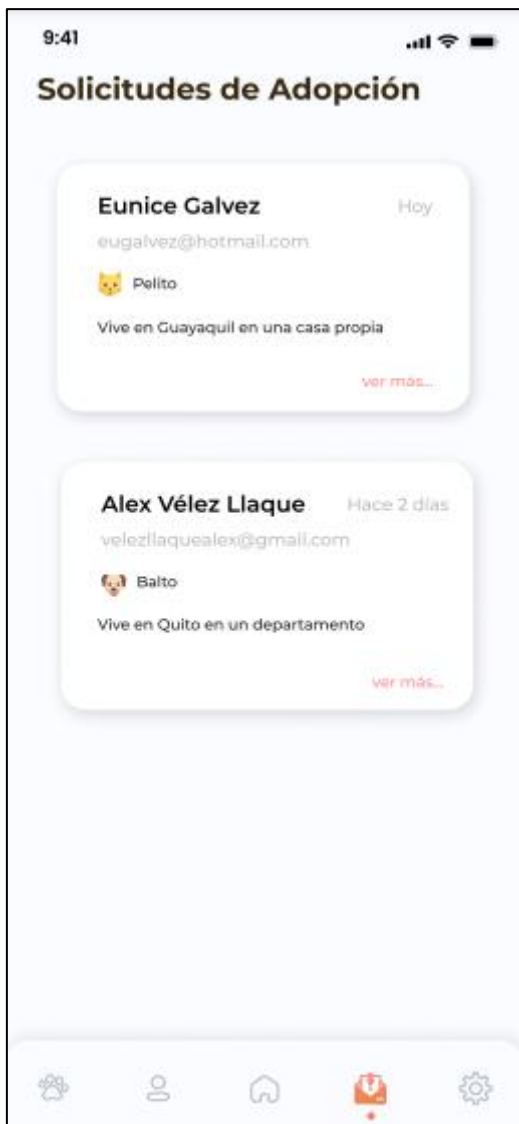 9:41
Solicitudes de Adopción
Eunice Galvez Hoy
eugalvez@hotmail.com
Pelito
Vive en Guayaquil en una casa propia
ver más...
Alex Vélez Llaque Hace 2 días
velezllaquealex@gmail.com
Balto
Vive en Quito en un departamento
ver más...